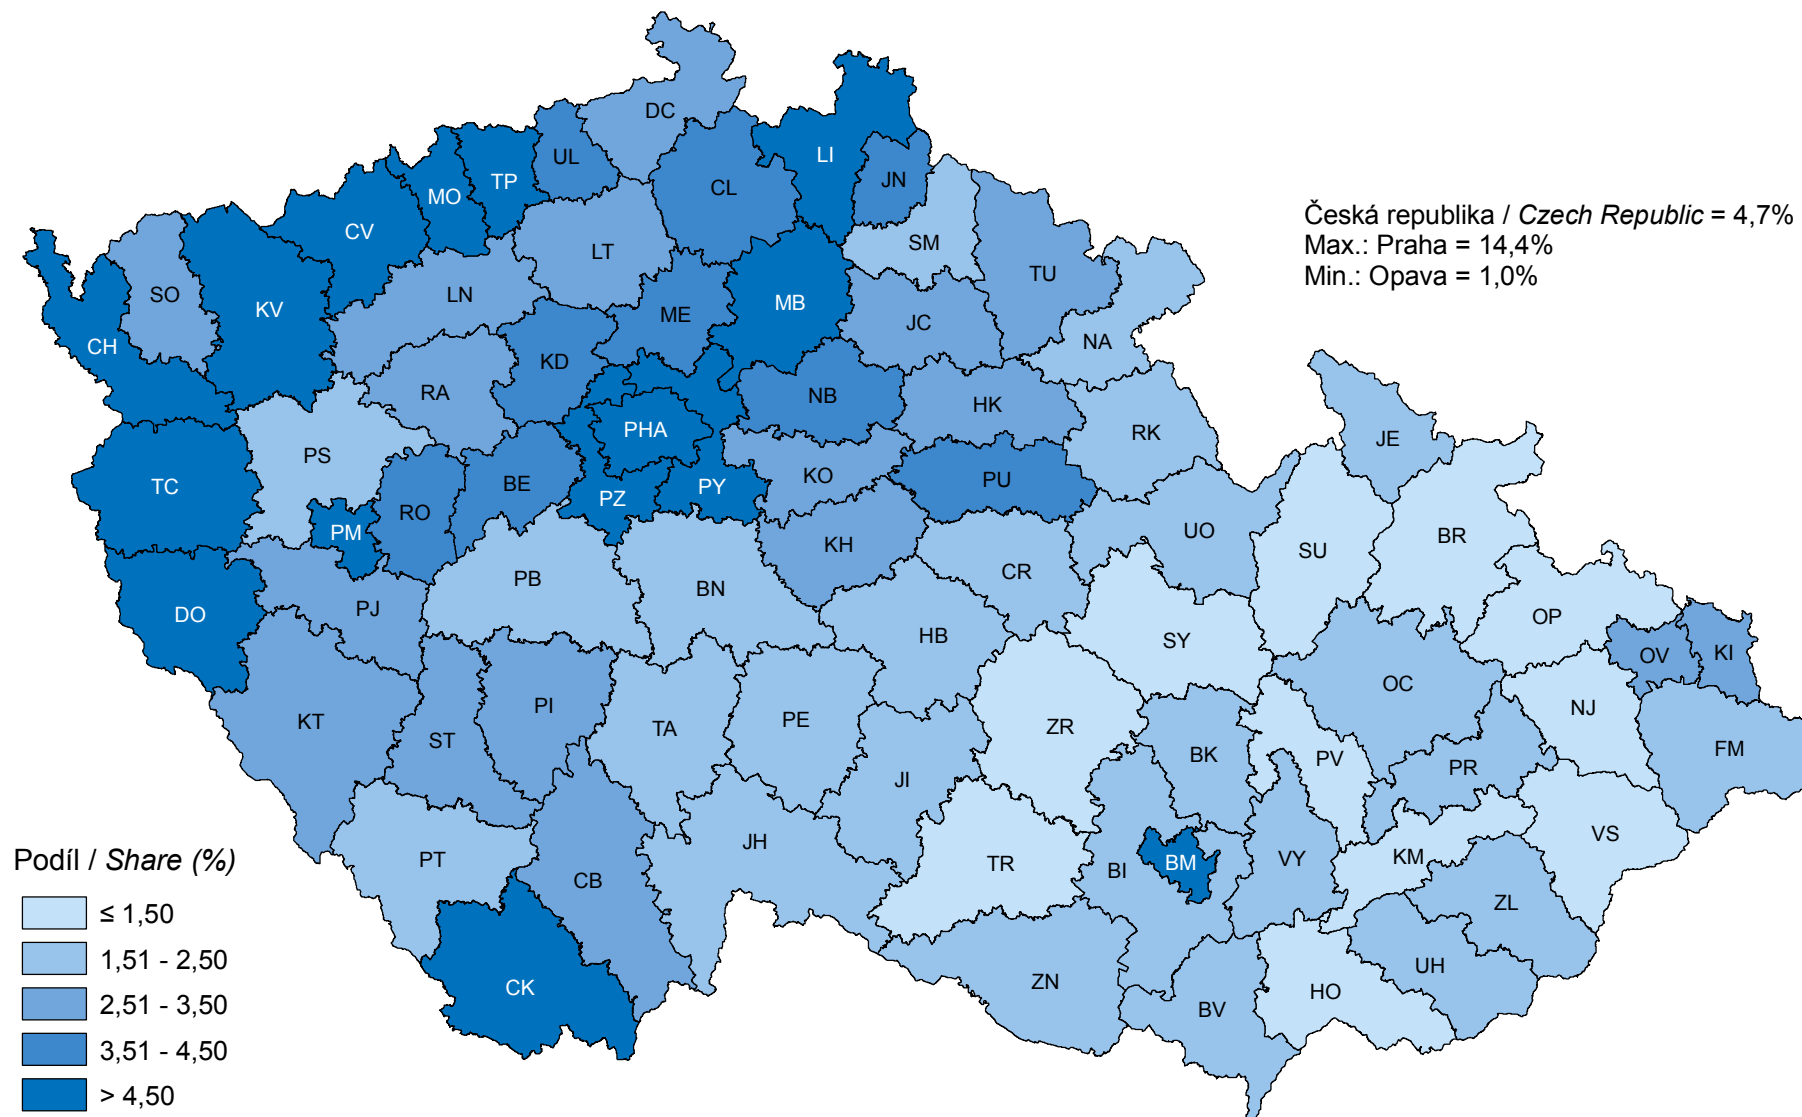 DC
UL
LI
TP
MO
CL
JN
CV
SM
Česká republika / Czech Republic = 4,7%
Max.: Praha = 14,4%
Min.: Opava = 1,0%
LT
TU
SO
LN
KV
MB
ME
JC
CH
NA
KD
RA
NB
HK
PHA
RK
JE
PS
KO
TC
BE
PZ
PY
PU
RO
PM
UO
SU
BR
KH
CR
PB
BN
PJ
DO
OP
HB
SY
OV
KI
OC
PI
KT
ST
TA
PE
ZR
NJ
BK
PV
FM
PR
JI
VS
JH
Podíl / Share (%)
PT
CB
TR
BI
BM
VY
KM
ZL
≤ 1,50
1,51 - 2,50
UH
CK
ZN
HO
2,51 - 3,50
BV
3,51 - 4,50
> 4,50